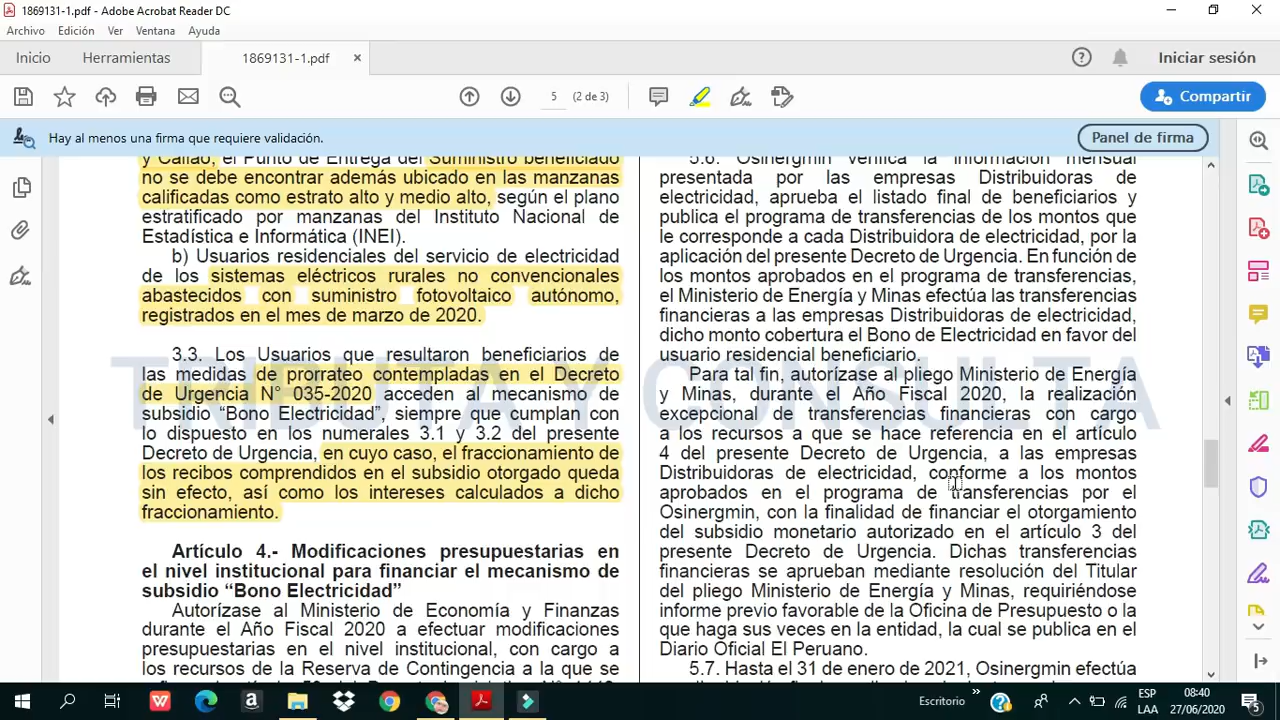 1869131-1.pdf - Adobe Acrobat Reader DC
Archivo Edición Ver Ventana Ayuda
Inicio Herramientas 1869131-1.pdf × Iniciar sesión
5 (2 de 3) Compartir
Hay al menos una firma que requiere validación. Panel de firma
y Callao, el Punto de Entrega del Suministro beneficiado
no se debe encontrar además ubicado en las manzanas
calificadas como estrato alto y medio alto, según el plano
estratificado por manzanas del Instituto Nacional de
Estadística e Informática (INEI).
b) Usuarios residenciales del servicio de electricidad
de los sistemas eléctricos rurales no convencionales
abastecidos con suministro fotovoltaico autónomo,
registrados en el mes de marzo de 2020.
3.3. Los Usuarios que resultaron beneficiarios de
las medidas de prorrateo contempladas en el Decreto
de Urgencia N° 035-2020 acceden al mecanismo de
subsidio “Bono Electricidad”, siempre que cumplan con
lo dispuesto en los numerales 3.1 y 3.2 del presente
Decreto de Urgencia, en cuyo caso, el fraccionamiento de
los recibos comprendidos en el subsidio otorgado queda
sin efecto, así como los intereses calculados a dicho
fraccionamiento.
Artículo 4.- Modificaciones presupuestarias en
el nivel institucional para financiar el mecanismo de
subsidio “Bono Electricidad”
Autorízase al Ministerio de Economía y Finanzas
durante el Año Fiscal 2020 a efectuar modificaciones
presupuestarias en el nivel institucional, con cargo a
los recursos de la Reserva de Contingencia a la que se
5.6. Osinergmin verifica la información mensual
presentada por las empresas Distribuidoras de
electricidad, aprueba el listado final de beneficiarios y
publica el programa de transferencias de los montos que
le corresponde a cada Distribuidora de electricidad, por la
aplicación del presente Decreto de Urgencia. En función de
los montos aprobados en el programa de transferencias,
el Ministerio de Energía y Minas efectúa las transferencias
financieras a las empresas Distribuidoras de electricidad,
dicho monto cobertura el Bono de Electricidad en favor del
usuario residencial beneficiario.
Para tal fin, autorízase al pliego Ministerio de Energía
y Minas, durante el Año Fiscal 2020, la realización
excepcional de transferencias financieras con cargo
a los recursos a que se hace referencia en el artículo
4 del presente Decreto de Urgencia, a las empresas
Distribuidoras de electricidad, conforme a los montos
aprobados en el programa de transferencias por el
Osinergmin, con la finalidad de financiar el otorgamiento
del subsidio monetario autorizado en el artículo 3 del
presente Decreto de Urgencia. Dichas transferencias
financieras se aprueban mediante resolución del Titular
del pliego Ministerio de Energía y Minas, requiriéndose
informe previo favorable de la Oficina de Presupuesto o la
que haga sus veces en la entidad, la cual se publica en el
Diario Oficial El Peruano.
5.7. Hasta el 31 de enero de 2021, Osinergmin efectúa
TRIBUTA Y CONSULTA
Escritorio ESP 08:40
LAA 27/06/2020 5